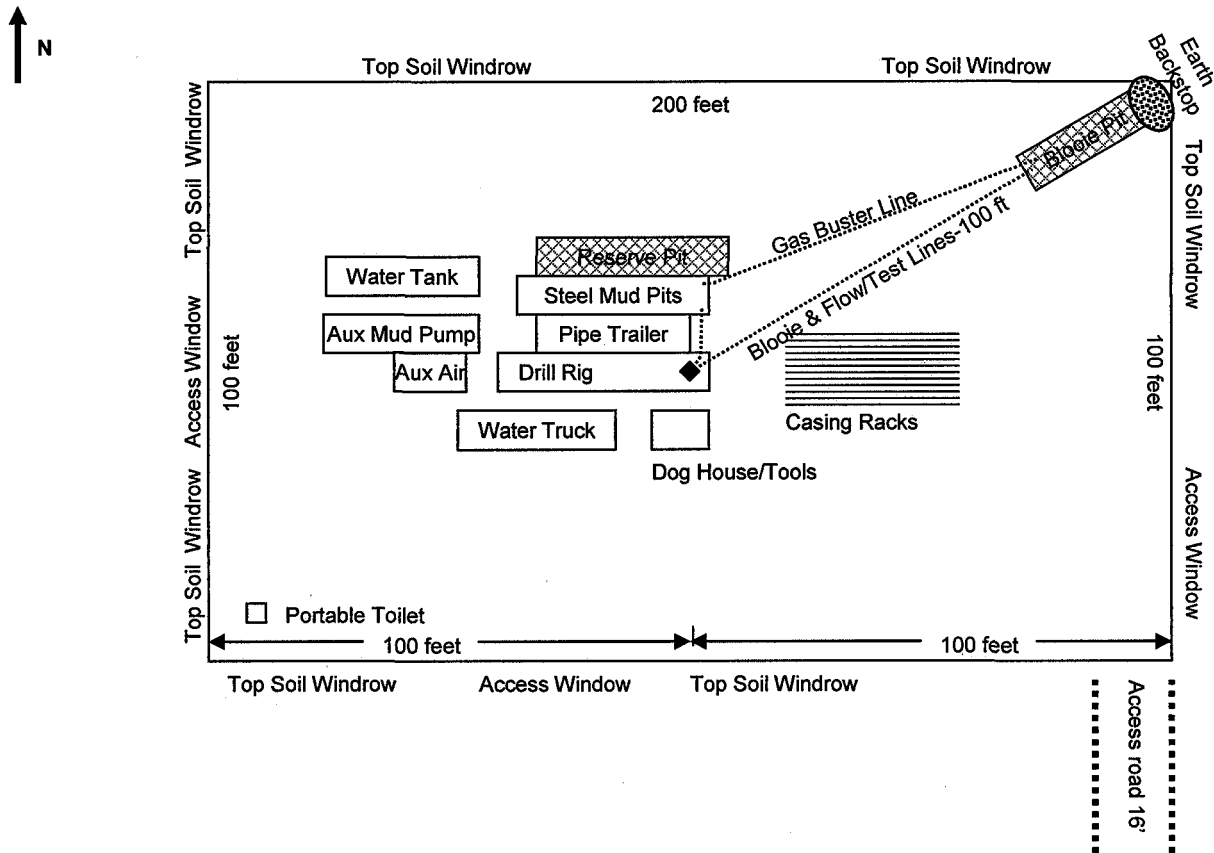 N
Top Soil Windrow
Top Soil Windrow
Earth
Backstop
200 feet
Blooie Pit
Top Soil Windrow
Top Soil Windrow
Gas Buster Line
Reserve Pit
Water Tank
Steel Mud Pits
Blooie & Flow/Test Lines-100 ft
Access Window
100 feet
Aux Mud Pump
Pipe Trailer
100 feet
Aux Air
Drill Rig
Casing Racks
Water Truck
Dog House/Tools
Top Soil Windrow
Access Window
Portable Toilet
100 feet
100 feet
Top Soil Windrow
Access Window
Top Soil Windrow
Access road 16'